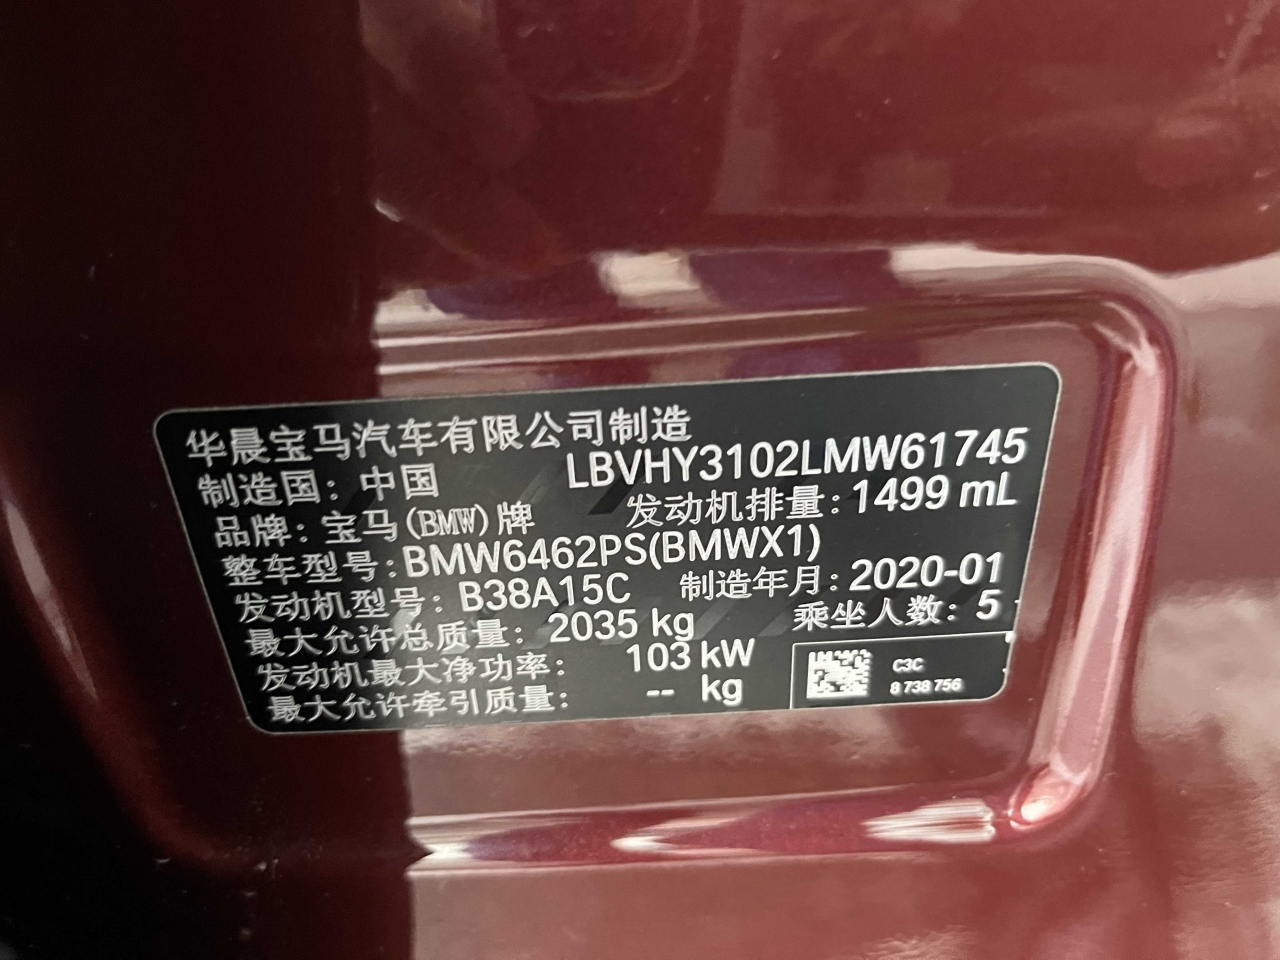 华晨宝马汽车有限公司制造
制造国：中国 LBVHY3102LMW61745
品牌：宝马(BMW)牌 发动机排量：1499 mL
整车型号：BMW6462PS(BMWX1)
发动机型号：B38A15C 制造年月：2020-01
最大允许总质量：2035 kg 乘坐人数：5
发动机最大净功率：103 kW
最大允许牵引质量：-- kg
C3C
8 738 756